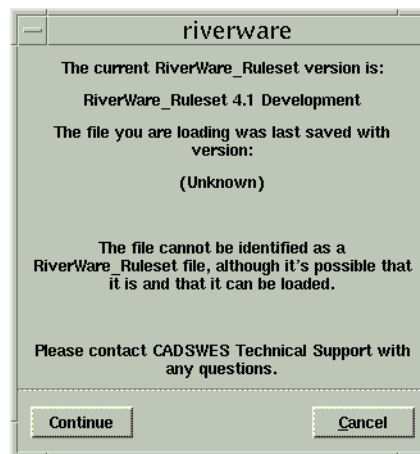 riverware
The current RiverWare_Ruleset version is:
RiverWare_Ruleset 4.1 Development
The file you are loading was last saved with
version:
(Unknown)
The file cannot be identified as a
RiverWare_Ruleset file, although it's possible that
it is and that it can be loaded.
Please contact CADSWES Technical Support with
any questions.
Continue
Cancel